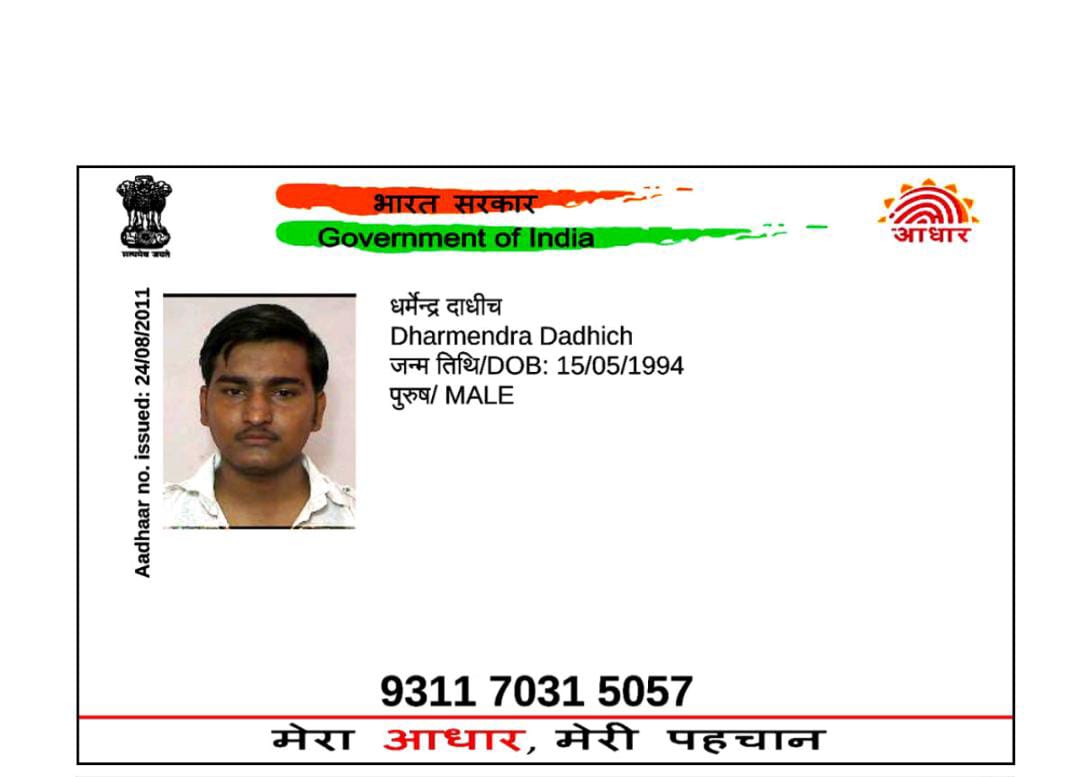 भारत सरकार
Government of India
सत्यमेव जयते
आधार
Aadhaar no. issued: 24/08/2011
धर्मेन्द्र दाधीच
Dharmendra Dadhich
जन्म तिथि/DOB: 15/05/1994
पुरुष/ MALE
9311 7031 5057
मेरा आधार, मेरी पहचान